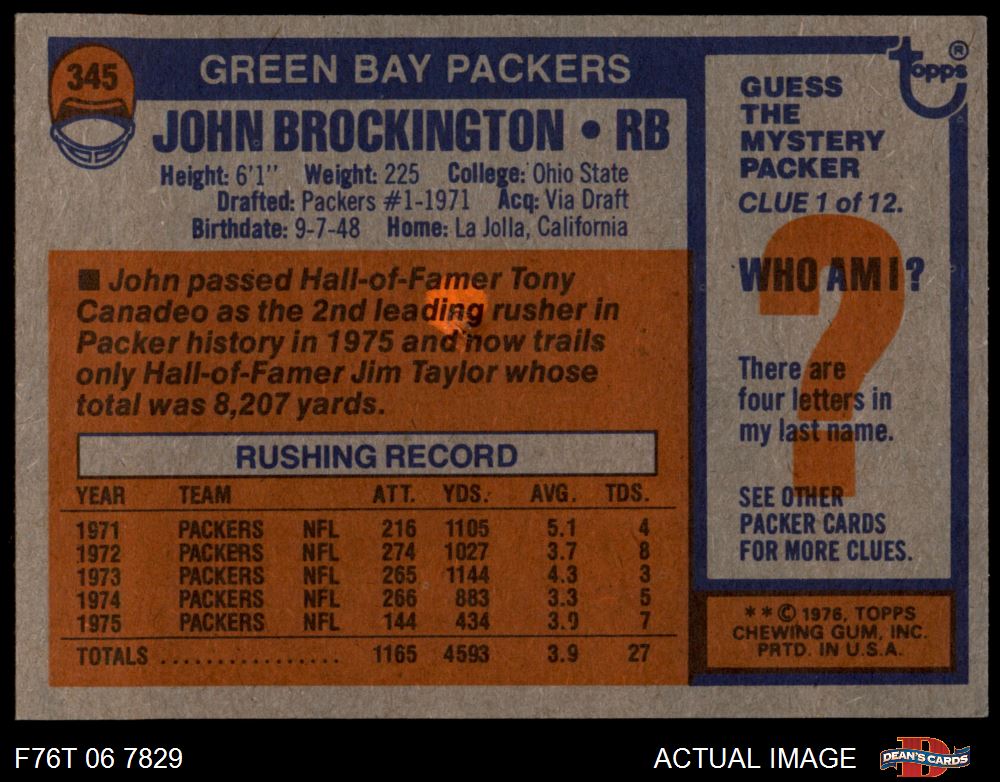 345
GREEN BAY PACKERS
JOHN BROCKINGTON • RB
Height: 6'1" Weight: 225 College: Ohio State
Drafted: Packers #1-1971 Acq: Via Draft
Birthdate: 9-7-48 Home: La Jolla, California
■ John passed Hall-of-Famer Tony
Canadeo as the 2nd leading rusher in
Packer history in 1975 and now trails
only Hall-of-Famer Jim Taylor whose
total was 8,207 yards.
RUSHING RECORD
YEAR TEAM ATT. YDS. AVG. TDS.
1971 PACKERS NFL 216 1105 5.1 4
1972 PACKERS NFL 274 1027 3.7 8
1973 PACKERS NFL 265 1144 4.3 3
1974 PACKERS NFL 266 883 3.3 5
1975 PACKERS NFL 144 434 3.0 7
TOTALS ................. 1165 4593 3.9 27
topps®
GUESS
THE
MYSTERY
PACKER
CLUE 1 of 12.
?
WHO AM I?
There are
four letters in
my last name.
SEE OTHER
PACKER CARDS
FOR MORE CLUES.
**© 1976, TOPPS
CHEWING GUM, INC.
PRTD. IN U.S.A.
F76T 06 7829
ACTUAL IMAGE
D
DEAN'S CARDS